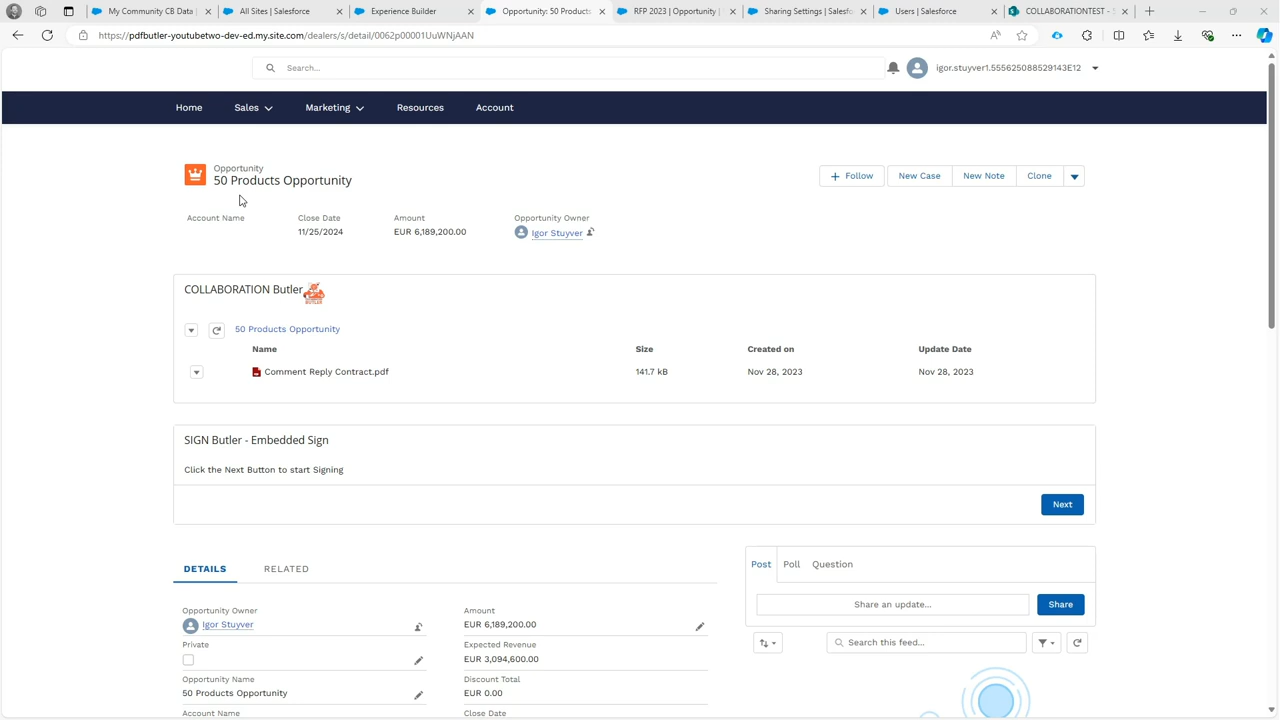 My Community CB Data
All Sites | Salesforce
Experience Builder
Opportunity: 50 Products
RFP 2023 | Opportunity |
Sharing Settings | Salesfo
Users | Salesforce
COLLABORATIONTEST - S
https://pdfbutler-youtubetwo-dev-ed.my.site.com/dealers/s/detail/0062p00001UuWNjAAN
Search...
igor.stuyver1.555625088529143E12
Home
Sales
Marketing
Resources
Account
Opportunity
50 Products Opportunity
+ Follow
New Case
New Note
Clone
Account Name
Close Date
Amount
Opportunity Owner
11/25/2024
EUR 6,189,200.00
Igor Stuyver
COLLABORATION Butler
50 Products Opportunity
Name
Size
Created on
Update Date
Comment Reply Contract.pdf
141.7 kB
Nov 28, 2023
Nov 28, 2023
SIGN Butler - Embedded Sign
Click the Next Button to start Signing
Next
DETAILS
RELATED
Post
Poll
Question
Share an update...
Share
Search this feed...
Opportunity Owner
Igor Stuyver
Amount
EUR 6,189,200.00
Private
Expected Revenue
EUR 3,094,600.00
Opportunity Name
50 Products Opportunity
Discount Total
EUR 0.00
Account Name
Close Date